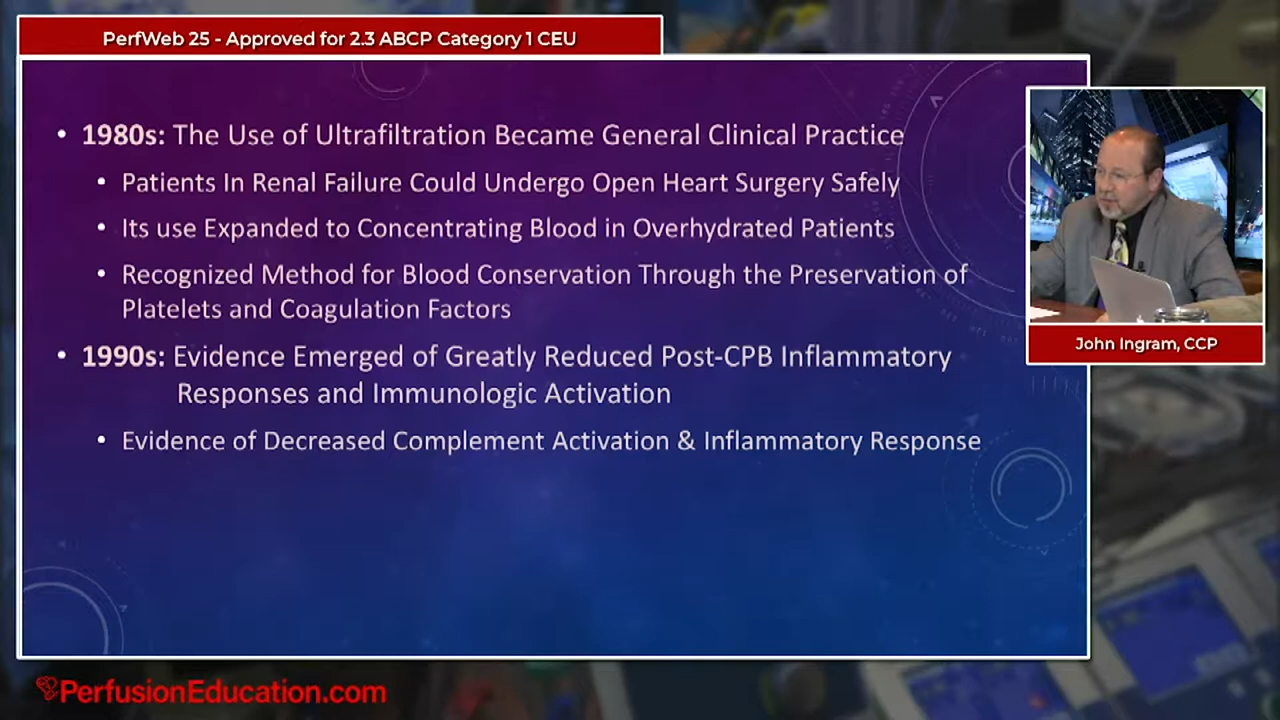 PerfWeb 25 - Approved for 2.3 ABCP Category 1 CEU
• 1980s: The Use of Ultrafiltration Became General Clinical Practice
• Patients In Renal Failure Could Undergo Open Heart Surgery Safely
• Its use Expanded to Concentrating Blood in Overhydrated Patients
• Recognized Method for Blood Conservation Through the Preservation of
Platelets and Coagulation Factors
• 1990s: Evidence Emerged of Greatly Reduced Post-CPB Inflammatory
Responses and Immunologic Activation
• Evidence of Decreased Complement Activation & Inflammatory Response
John Ingram, CCP
PerfusionEducation.com